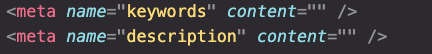 <meta name="keywords" content="" />
<meta name="description" content="" />